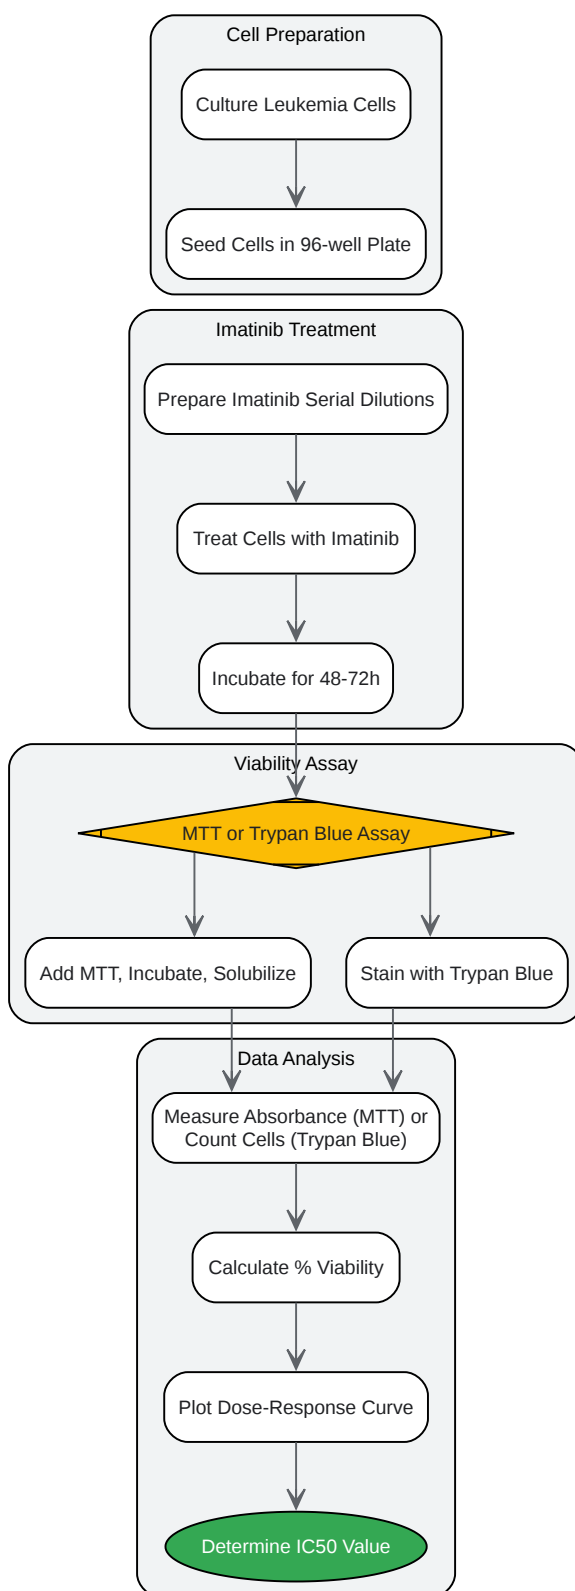 Cell Preparation
Culture Leukemia Cells
Seed Cells in 96-well Plate
Imatinib Treatment
Prepare Imatinib Serial Dilutions
Treat Cells with Imatinib
Incubate for 48-72h
Viability Assay
MTT or Trypan Blue Assay
Add MTT, Incubate, Solubilize
Stain with Trypan Blue
Data Analysis
Measure Absorbance (MTT) or
Count Cells (Trypan Blue)
Calculate % Viability
Plot Dose-Response Curve
Determine IC50 Value